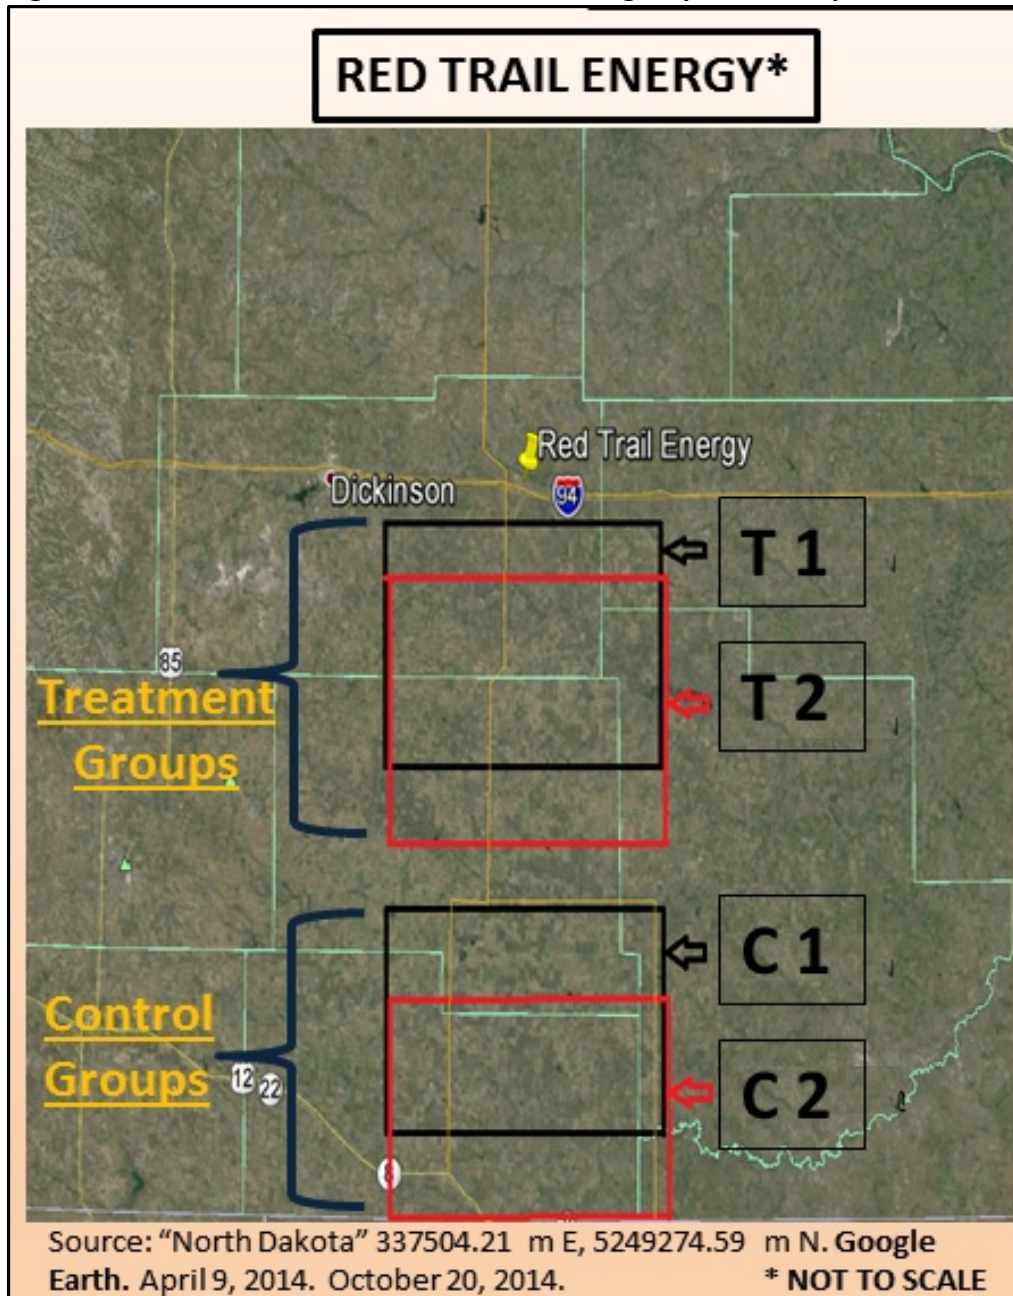 RED TRAIL ENERGY*
Red Trail Energy
Dickinson
94
T 1
85
T 2
Treatment
Groups
C 1
Control
Groups
12
22
C 2
8
Source: “North Dakota” 337504.21 m E, 5249274.59 m N. Google
Earth. April 9, 2014. October 20, 2014. * NOT TO SCALE